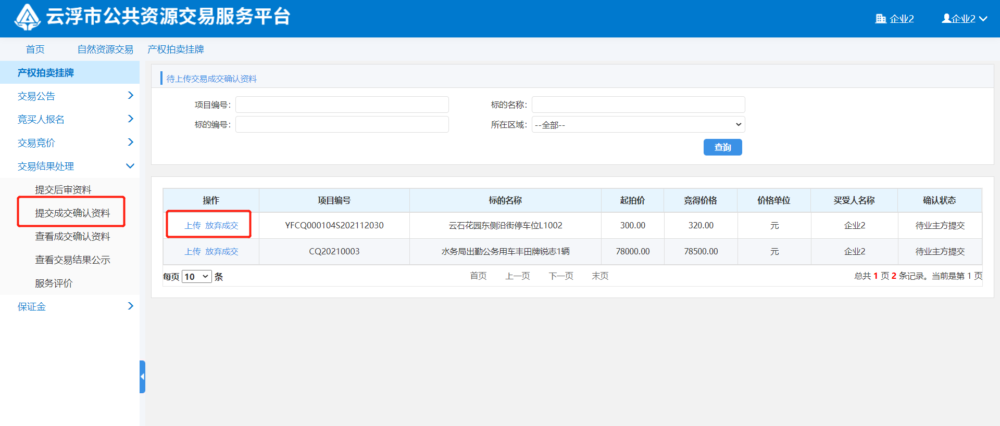 云浮市公共资源交易服务平台
企业2
企业2
首页 自然资源交易 产权拍卖挂牌
产权拍卖挂牌
交易公告
竞买人报名
交易竞价
交易结果处理
提交后审资料
提交成交确认资料
查看成交确认资料
查看交易结果公示
服务评价
保证金
待上传交易成交确认资料
项目编号： 标的名称：
标的编号： 所在区域： --全部--
查询
操作 项目编号 标的名称 起拍价 竞得价格 价格单位 买受人名称 确认状态
上传 放弃成交 YFCQ000104S202112030 云石花园东侧沿街停车位L1002 300.00 320.00 元 企业2 待业主方提交
上传 放弃成交 CQ20210003 水务局出勤公务用车丰田牌锐志1辆 78000.00 78500.00 元 企业2 待业主方提交
每页 10 条 首页 上一页 下一页 末页 总共 1 页 2 条记录。当前是第 1 页